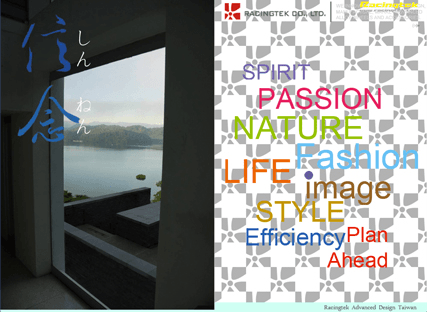 信念
しんねん
RACINGTEK CO., LTD.
SPIRIT
PASSION
NATURE
Fashion
LIFE
image
STYLE
Efficiency
Plan
Ahead
Racingtek Advanced Design Taiwan